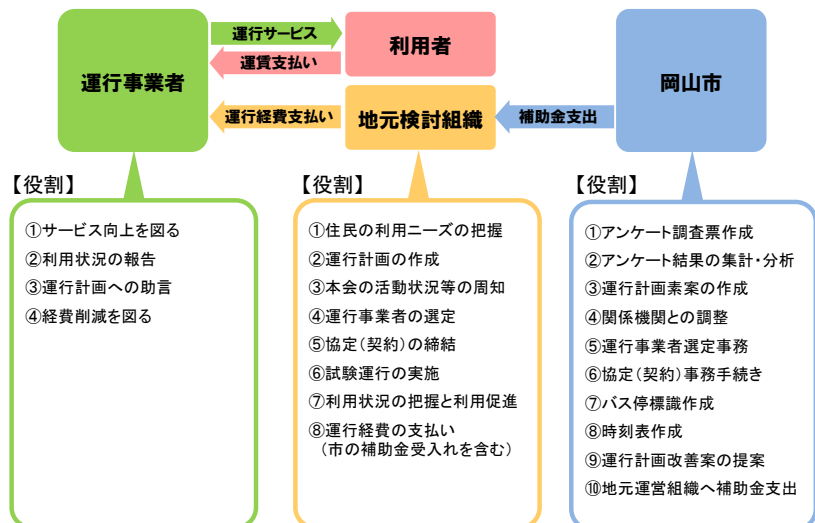 運行サービス
利用者
運賃支払い
運行事業者
岡山市
運行経費支払い
地元検討組織
補助金支出
【役割】
①サービス向上を図る
②利用状況の報告
③運行計画への助言
④経費削減を図る
【役割】
①住民の利用ニーズの把握
②運行計画の作成
③本会の活動状況等の周知
④運行事業者の選定
⑤協定(契約)の締結
⑥試験運行の実施
⑦利用状況の把握と利用促進
⑧運行経費の支払い
(市の補助金受入れを含む)
【役割】
①アンケート調査票作成
②アンケート結果の集計・分析
③運行計画素案の作成
④関係機関との調整
⑤運行事業者選定事務
⑥協定(契約)事務手続き
⑦バス停標識作成
⑧時刻表作成
⑨運行計画改善案の提案
⑩地元運営組織へ補助金支出